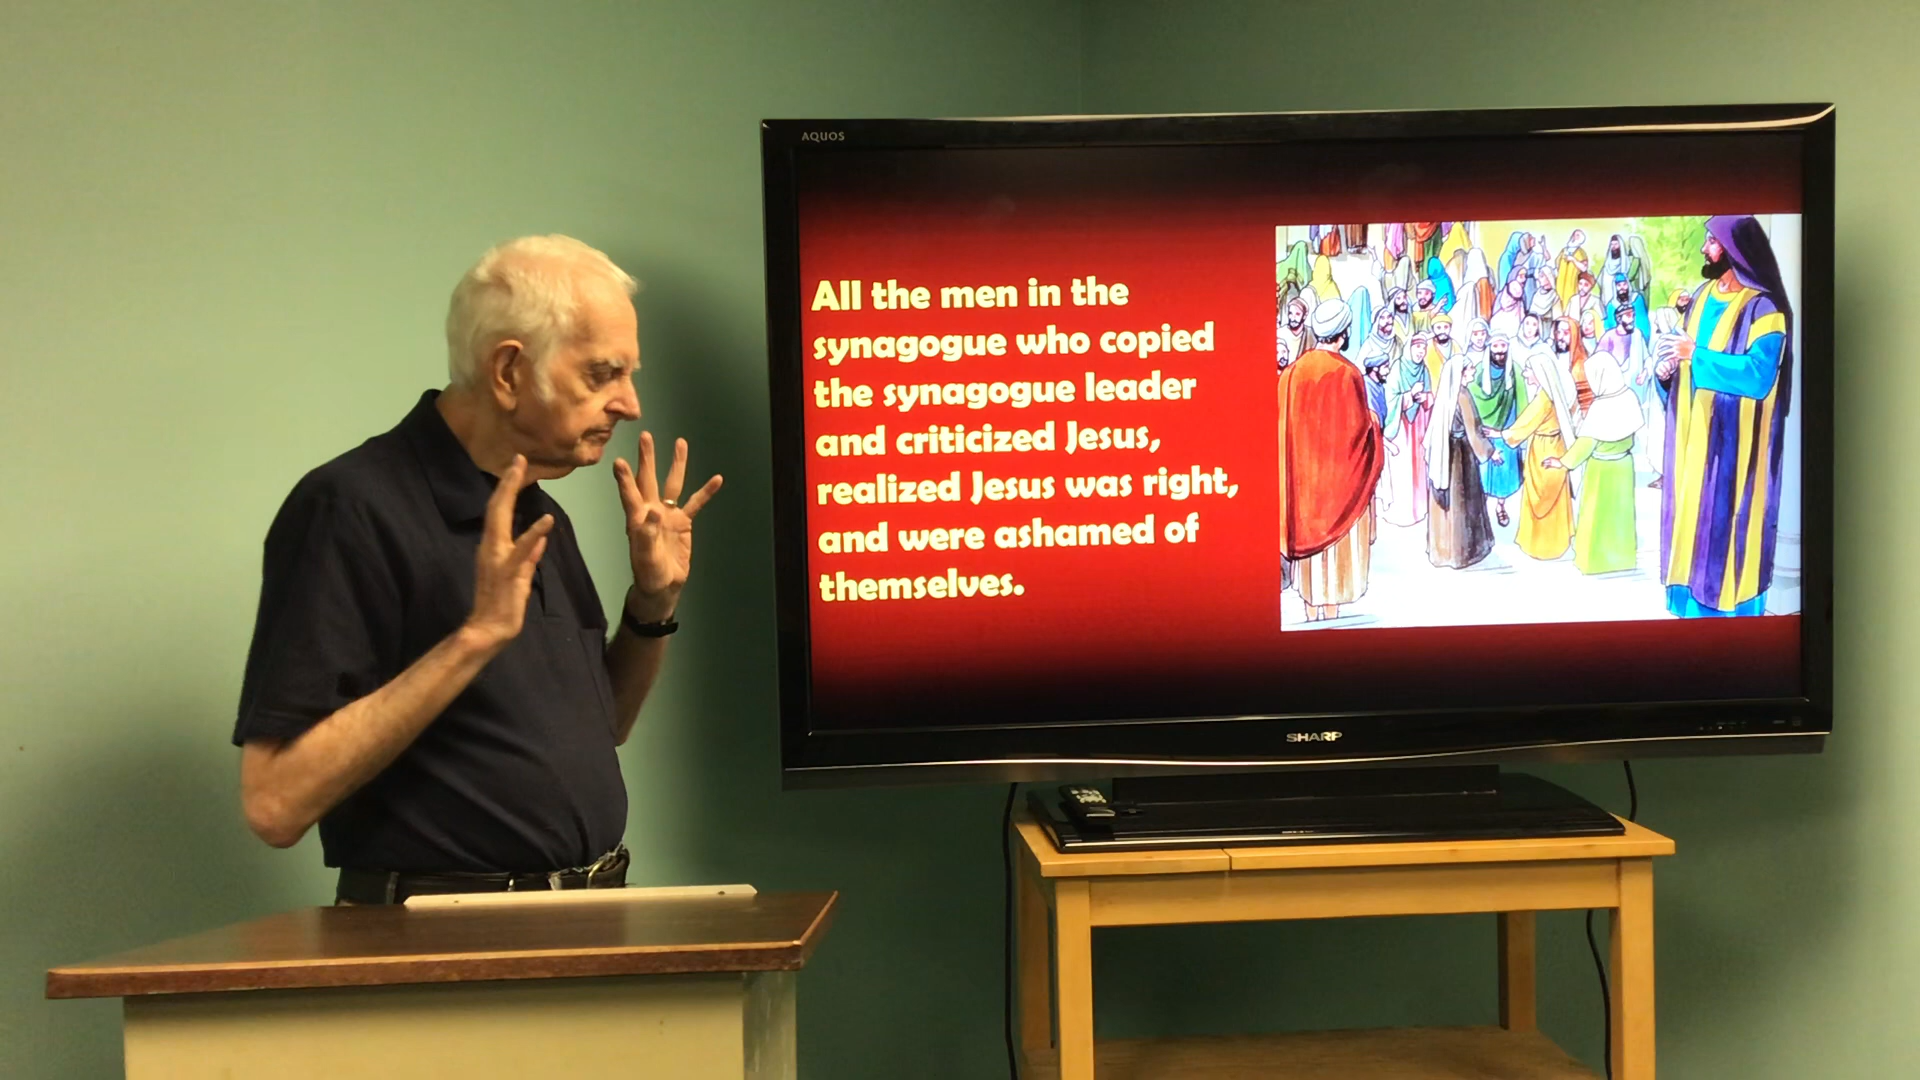 AQUOS
All the men in the
synagogue who copied
the synagogue leader
and criticized Jesus,
realized Jesus was right,
and were ashamed of
themselves.
SHARP